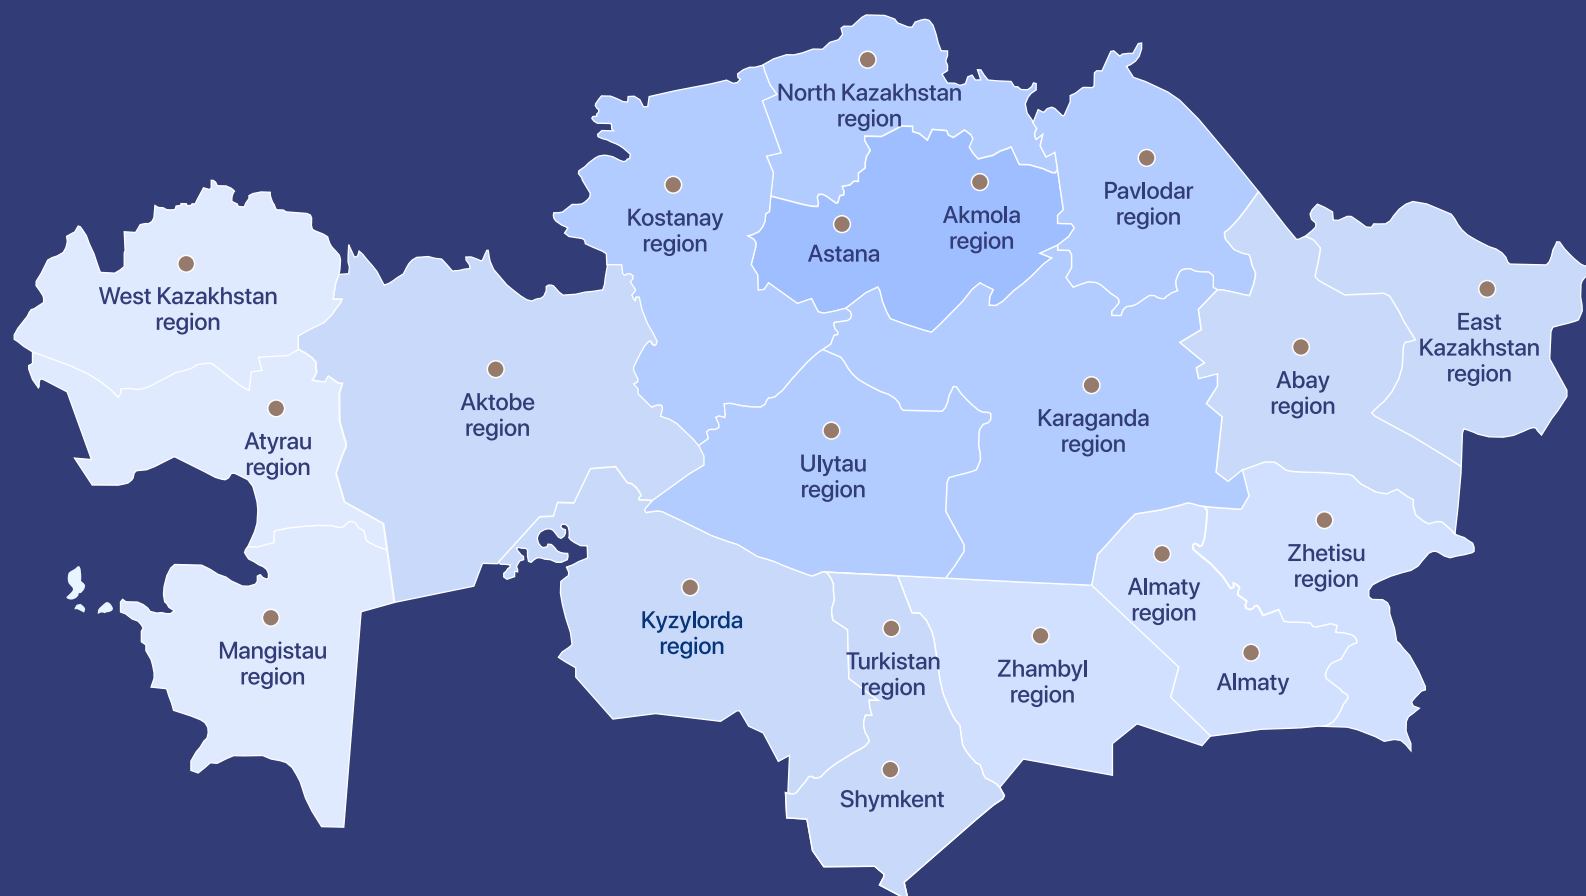 North Kazakhstan
region
Pavlodar
region
Kostanay
region
Akmola
region
Astana
West Kazakhstan
region
East
Kazakhstan
region
Abay
region
Aktobe
region
Karaganda
region
Atyrau
region
Ulytau
region
Zhetisu
region
Almaty
region
Kyzylorda
region
Mangistau
region
Turkistan
region
Zhambyl
region
Almaty
Shymkent